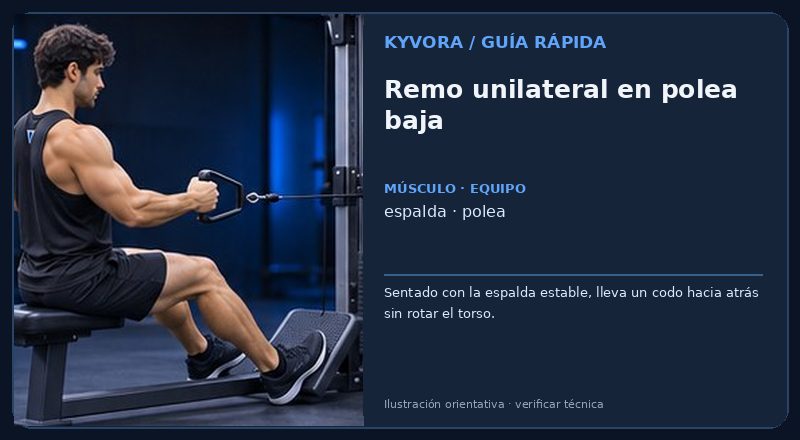 KYVORA / GUÍA RÁPIDA
Remo unilateral en polea
baja
MÚSCULO · EQUIPO
espalda · polea
Sentado con la espalda estable, lleva un codo hacia atrás
sin rotar el torso.
Ilustración orientativa · verificar técnica